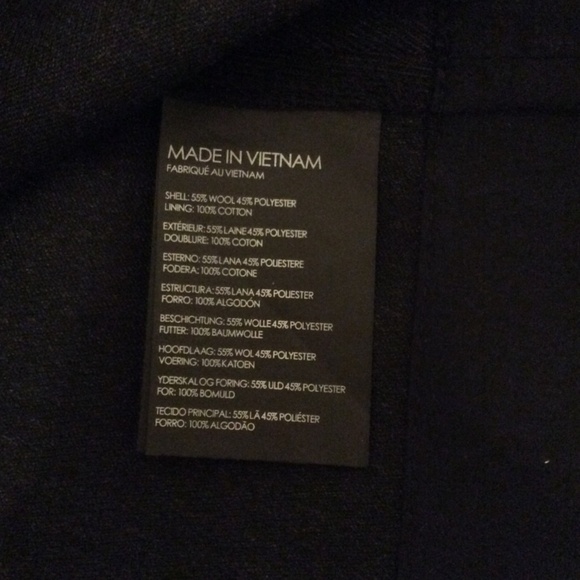 MADE IN VIETNAM
FABRIQUÉ AU VIETNAM
SHELL: 55% WOOL 45% POLYESTER
LINING: 100% COTTON
EXTÉRIEUR: 55% LAINE 45% POLYESTER
DOUBLURE: 100% COTON
ESTERNO: 55% LANA 45% POLIESTERE
FODERA: 100% COTONE
ESTRUCTURA: 55% LANA 45% POLIESTER
FORRO: 100% ALGODÓN
BESCHICHTUNG: 55% WOLLE 45% POLYESTER
FUTTER: 100% BAUMWOLLE
HOOFDLAAG: 55% WOL 45% POLYESTER
VOERING: 100% KATOEN
YDERSKAL OG FORING: 55% ULD 45% POLYESTER
FOR: 100% BOMULD
TECIDO PRINCIPAL: 55% LÃ 45% POLIÉSTER
FORRO: 100% ALGODÃO